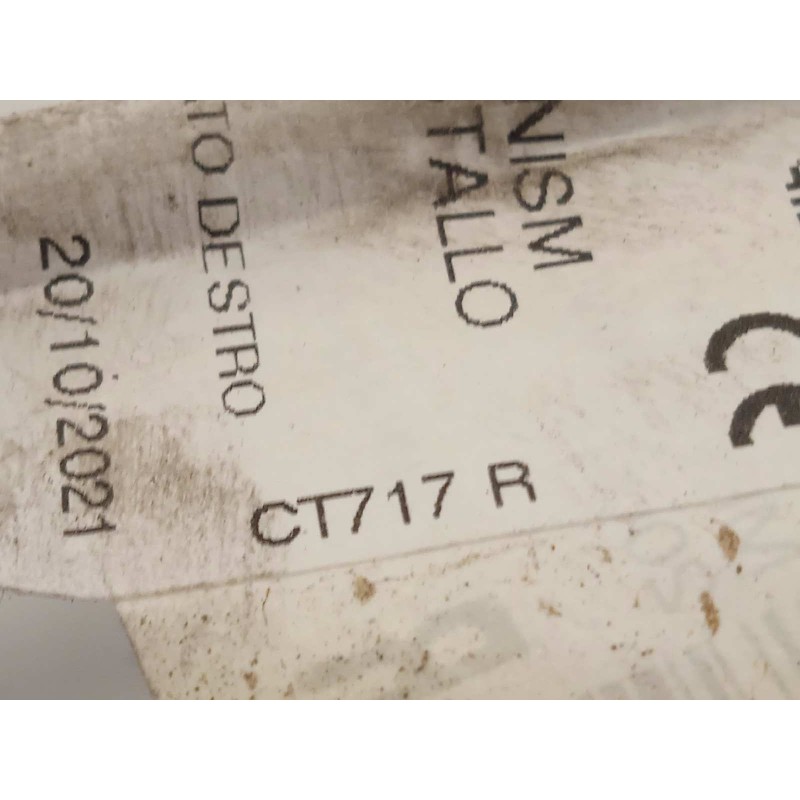 NISM
TALLO
TO DESTRO
20/10/2021
CT717 R
CE